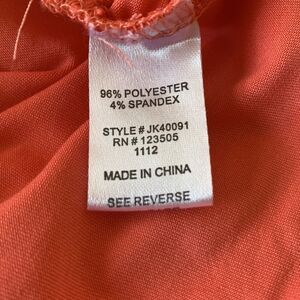 96% POLYESTER
4% SPANDEX
STYLE # JK40091
RN # 123505
1112
MADE IN CHINA
SEE REVERSE